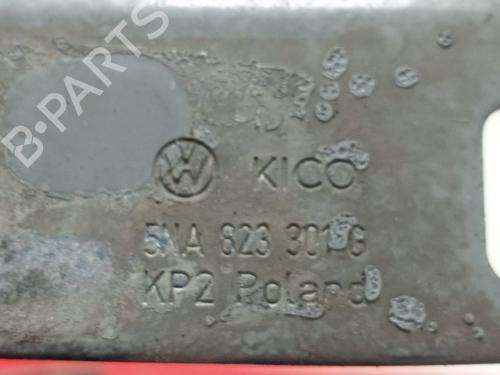 B-PARTS
KICO
5NA 823 301 G
KP2 Poland